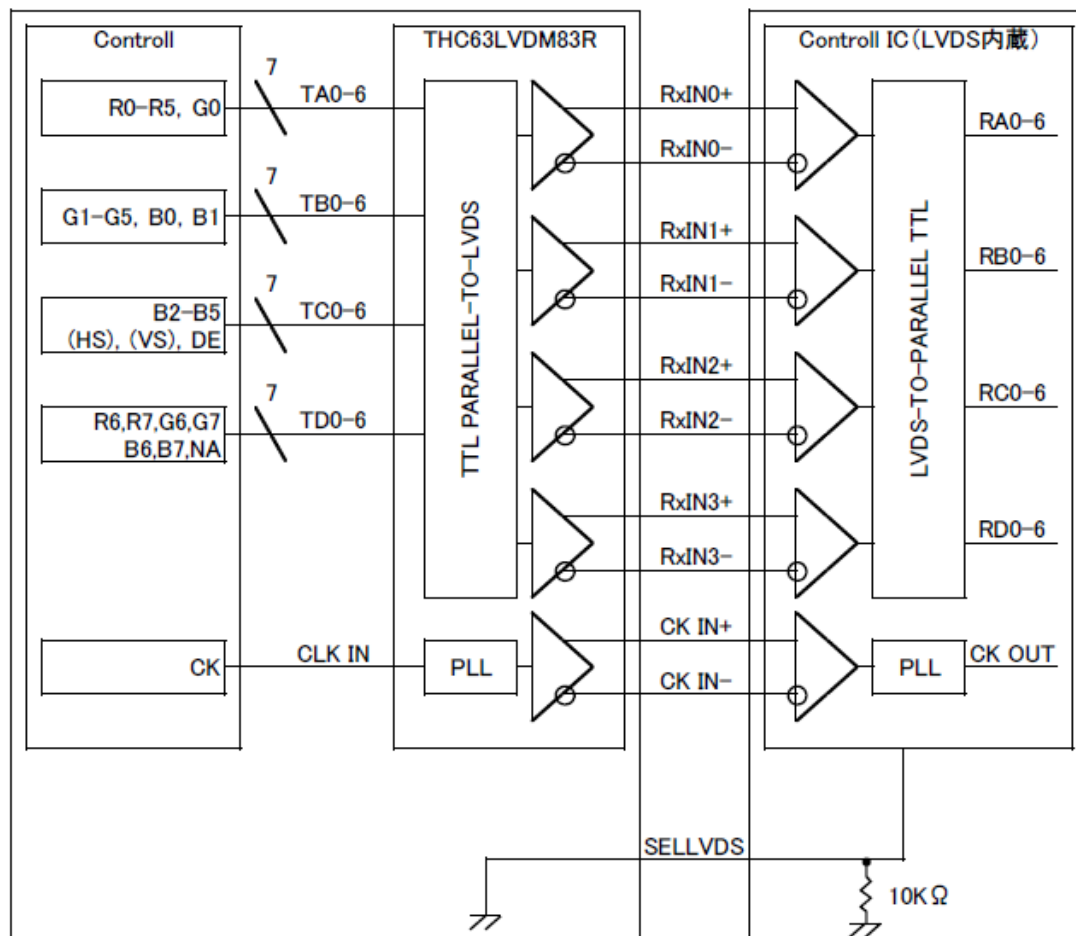 Controll
THC63LVDM83R
Controll IC(LVDS内蔵)
R0-R5, G0
7
TA0-6
RxIN0+
RxIN0-
RA0-6
G1-G5, B0, B1
7
TB0-6
RxIN1+
RxIN1-
RB0-6
B2-B5
(HS), (VS), DE
7
TC0-6
RxIN2+
RxIN2-
RC0-6
R6,R7,G6,G7
B6,B7,NA
7
TD0-6
RxIN3+
RxIN3-
RD0-6
TTL PARALLEL-TO-LVDS
LVDS-TO-PARALLEL TTL
CK
CLK IN
PLL
CK IN+
CK IN-
PLL
CK OUT
SELLVDS
10KΩ